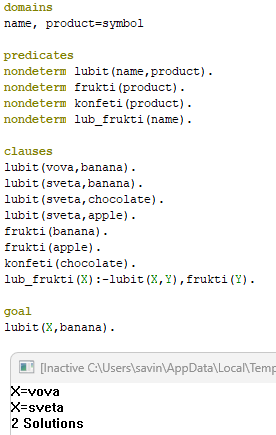 domains
name, product=symbol
predicates
nondeterm lubit(name,product).
nondeterm frukti(product).
nondeterm konfeti(product).
nondeterm lub_frukti(name).
clauses
lubit(vova,banana).
lubit(sveta,banana).
lubit(sveta,chocolate).
lubit(sveta,apple).
frukti(banana).
frukti(apple).
konfeti(chocolate).
lub_frukti(X):-lubit(X,Y),frukti(Y).
goal
lubit(X,banana).
[Inactive C:\Users\savin\AppData\Local\Temp
X=vova
X=sveta
2 Solutions